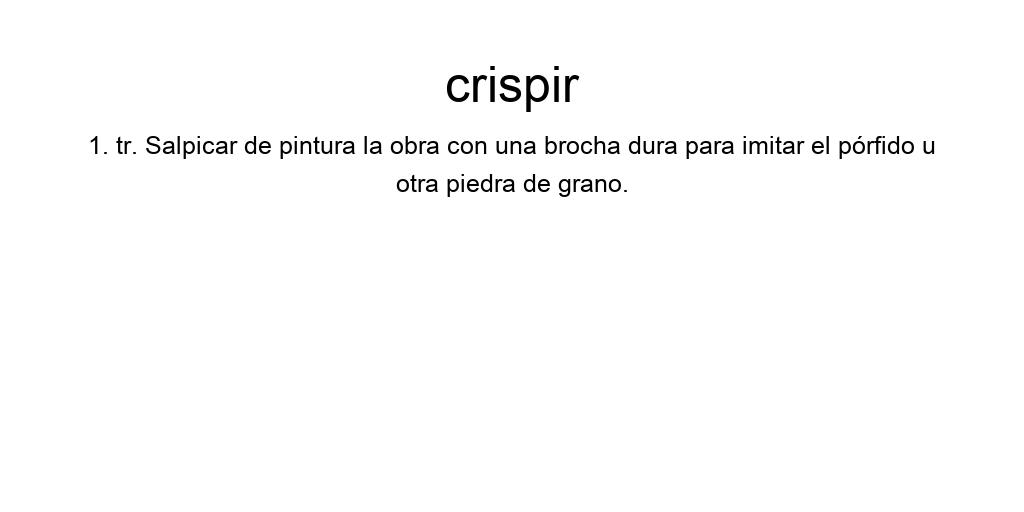 crispir
1. tr. Salpicar de pintura la obra con una brocha dura para imitar el pórfido u
otra piedra de grano.